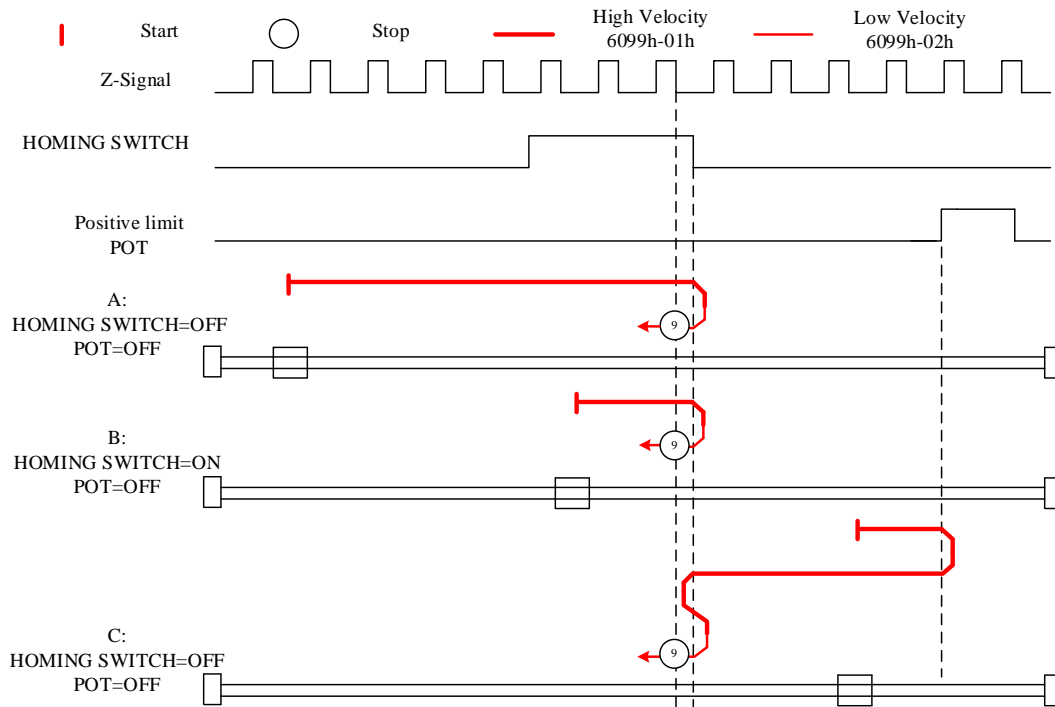 Start
Stop
High Velocity
6099h-01h
Low Velocity
6099h-02h
Z-Signal
HOMING SWITCH
Positive limit
POT
A:
HOMING SWITCH=OFF
POT=OFF
9
B:
HOMING SWITCH=ON
POT=OFF
9
C:
HOMING SWITCH=OFF
POT=OFF
9